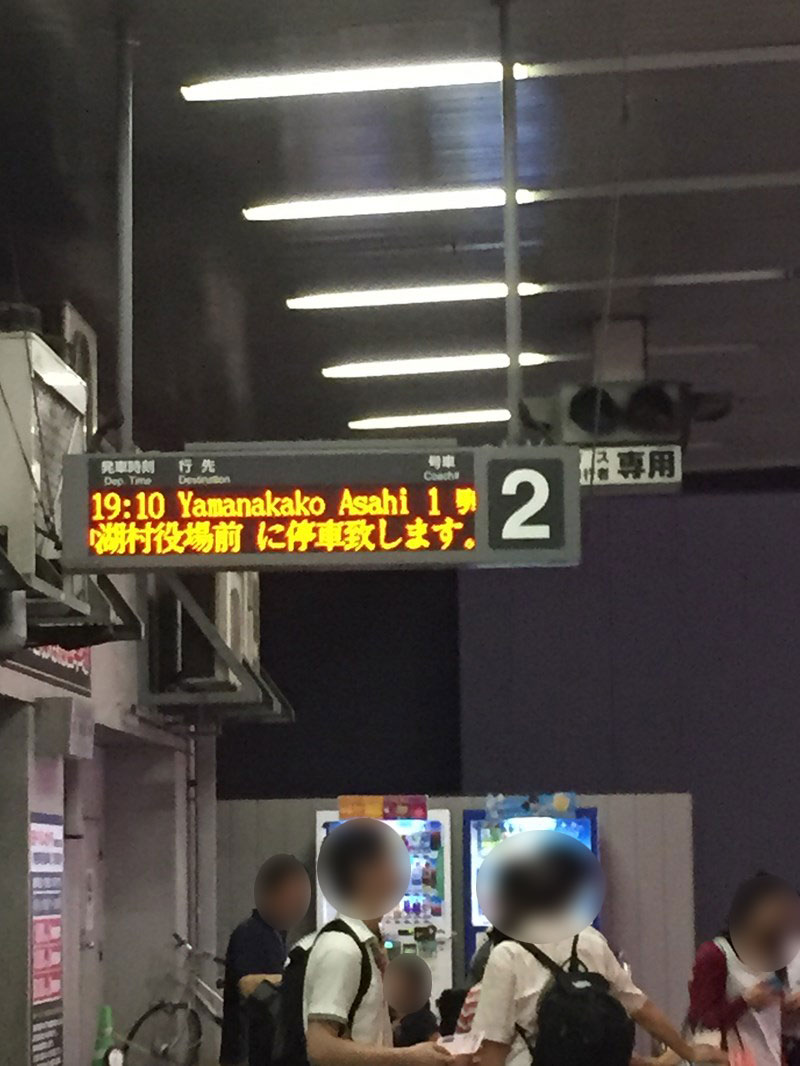 発車時刻 行先 号車
Dep. Time Destination Coach#
19:10 Yamanakako Asahi 1
湖村役場前 に停車致します。
2
専用